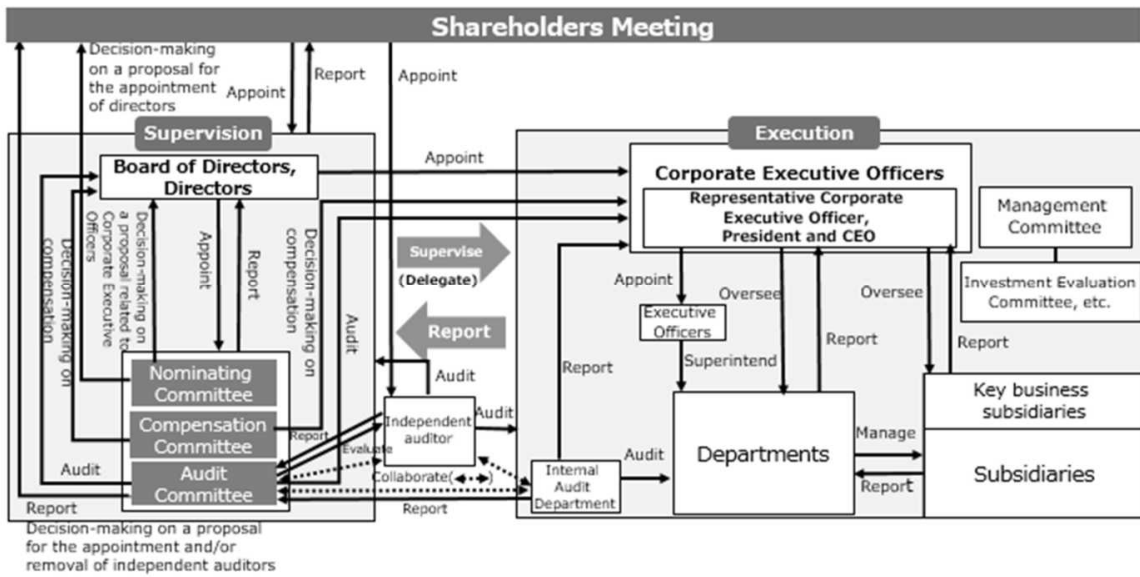 Shareholders Meeting
Decision-making
on a proposal for
the appointment
of directors
Appoint
Report
Appoint
Supervision
Board of Directors,
Directors
Decision-making on
compensation
Decision-making on
a proposal related to
Corporate Executive
Officers
Appoint
Report
Decision-making on
compensation
Audit
Nominating
Committee
Compensation
Committee
Audit
Committee
Audit
Report
Decision-making on a proposal
for the appointment and/or
removal of independent auditors
Appoint
Supervise
(Delegate)
Report
Audit
Independent
auditor
Audit
Report
Evaluate
Collaborate(
)
Report
Execution
Corporate Executive Officers
Representative Corporate
Executive Officer,
President and CEO
Management
Committee
Investment Evaluation
Committee, etc.
Appoint
Executive
Officers
Superintend
Oversee
Report
Oversee
Report
Report
Internal
Audit
Department
Audit
Departments
Manage
Report
Key business
subsidiaries
Subsidiaries